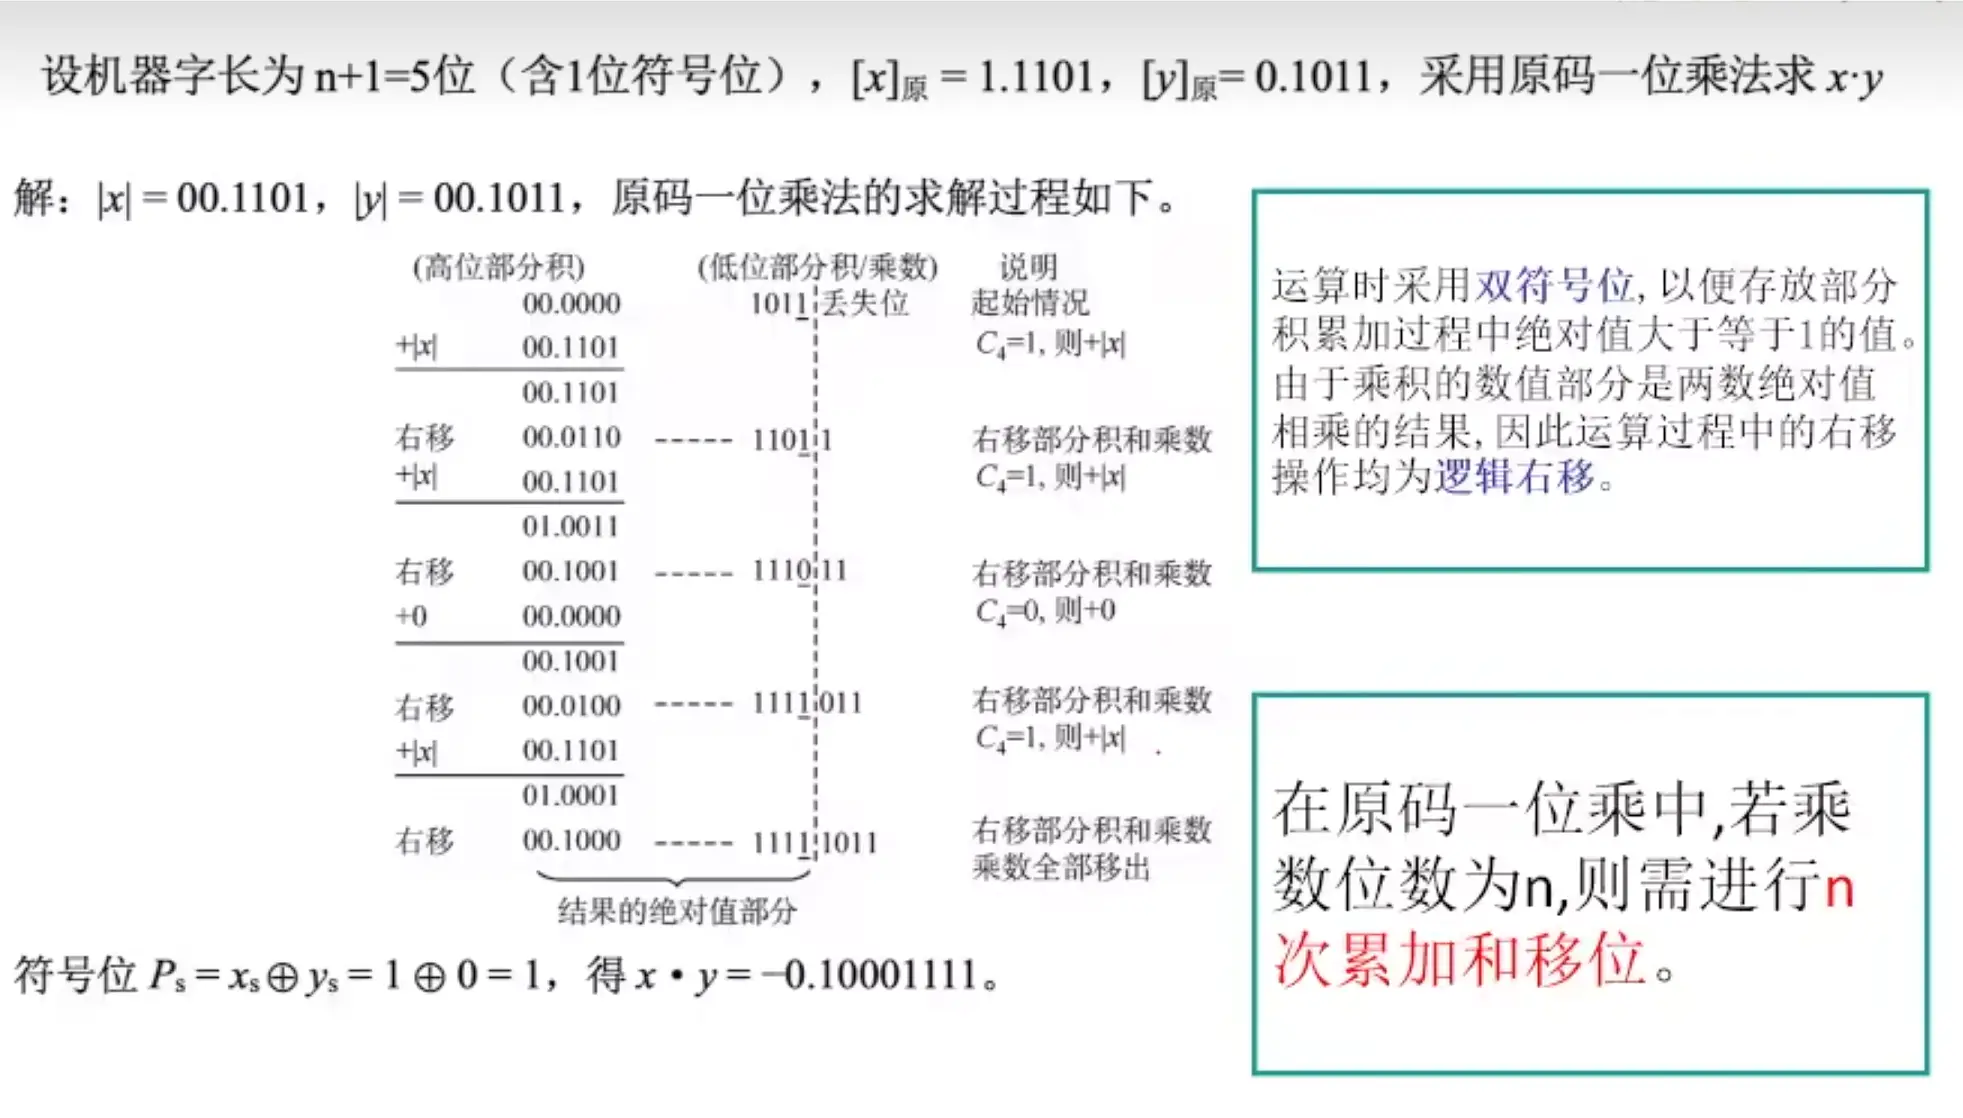 设机器字长为 n+1=5位（含1位符号位），[x]原 = 1.1101，[y]原= 0.1011，采用原码一位乘法求 x·y
解：|x| = 00.1101，|y| = 00.1011，原码一位乘法的求解过程如下。
(高位部分积) (低位部分积/乘数) 说明
00.0000 1011 丢失位 起始情况
+|x| 00.1101 C4=1, 则+|x|
00.1101
右移 00.0110 ----- 1101 1 右移部分积和乘数
+|x| 00.1101 C4=1, 则+|x|
01.0011
右移 00.1001 ----- 1110 11 右移部分积和乘数
+0 00.0000 C4=0, 则+0
00.1001
右移 00.0100 ----- 1111 011 右移部分积和乘数
+|x| 00.1101 C4=1, 则+|x|
01.0001
右移 00.1000 ----- 1111 1011 右移部分积和乘数
乘数全部移出
结果的绝对值部分
符号位 Ps = xs⊕ys = 1 ⊕ 0 = 1，得 x • y = −0.10001111。
运算时采用双符号位, 以便存放部分
积累加过程中绝对值大于等于1的值。
由于乘积的数值部分是两数绝对值
相乘的结果, 因此运算过程中的右移
操作均为逻辑右移。
在原码一位乘中,若乘
数位数为n,则需进行n
次累加和移位。